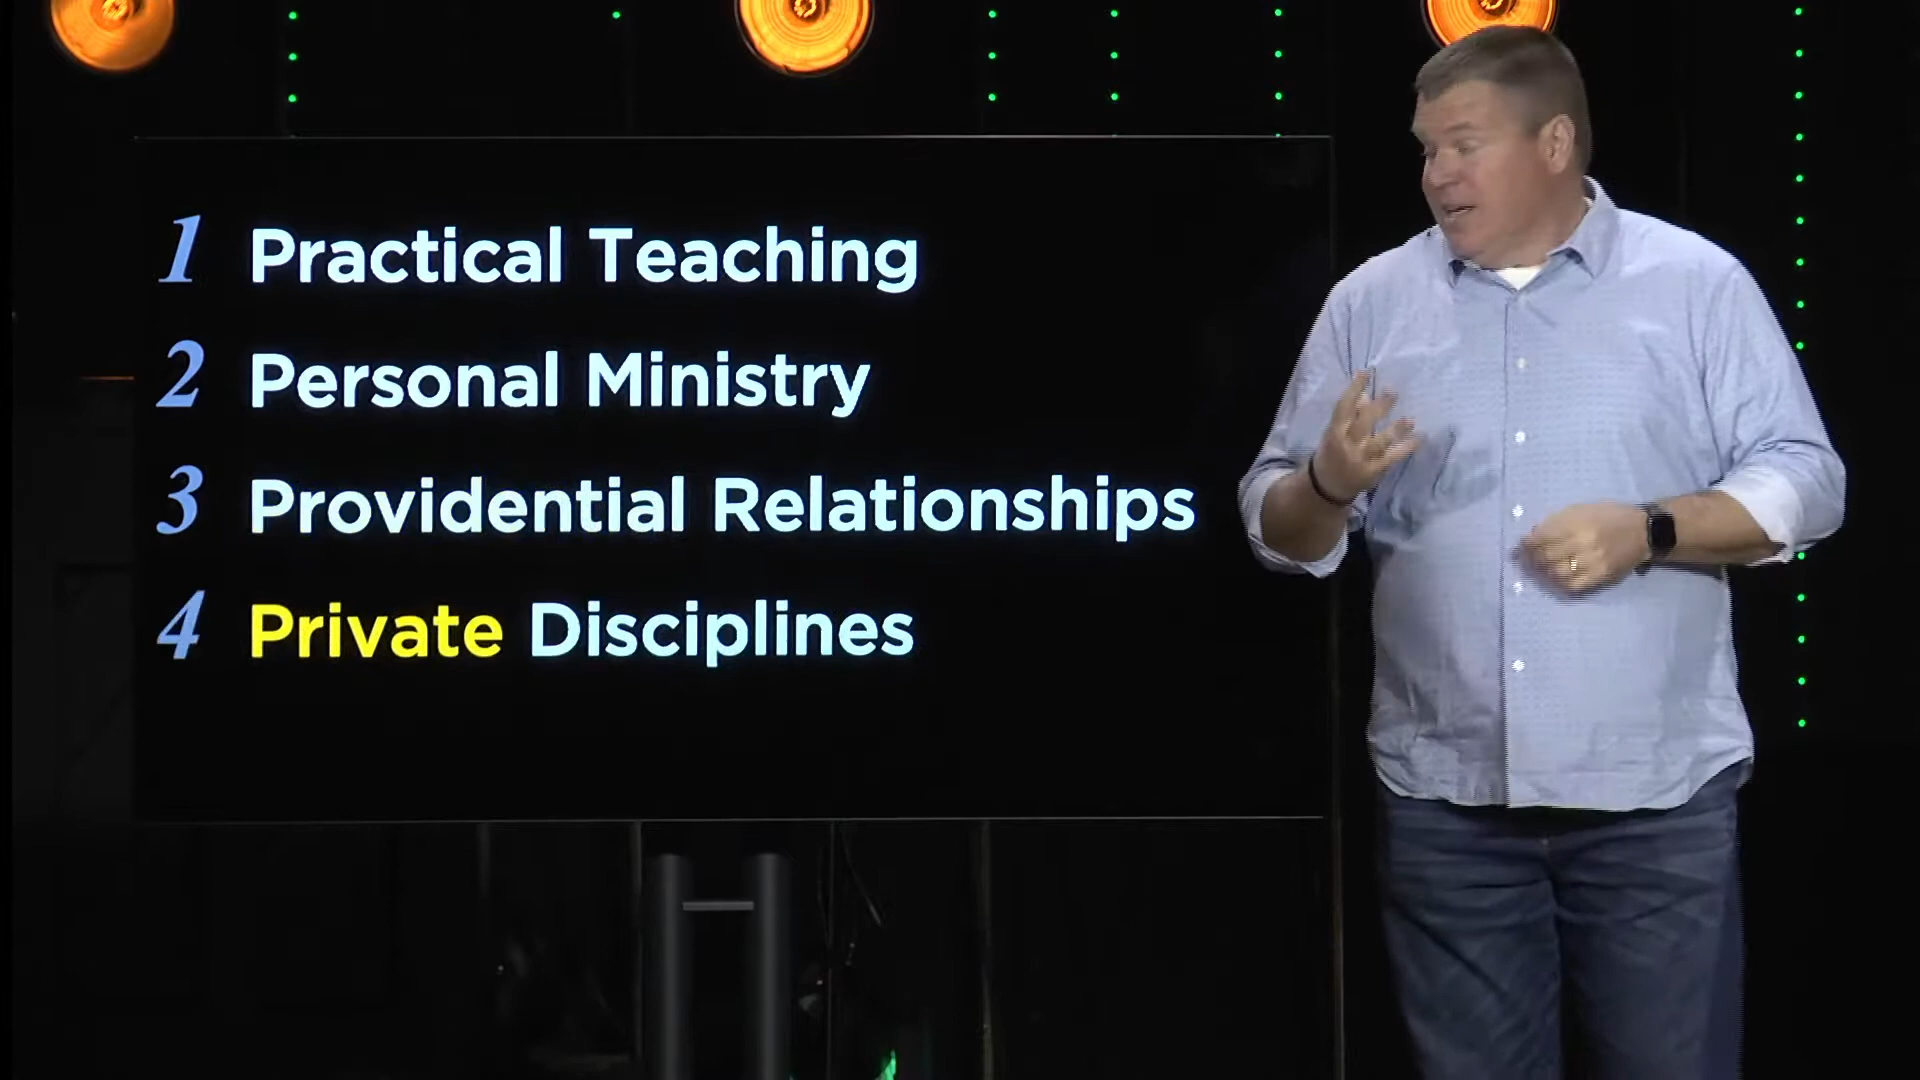 1 Practical Teaching
2 Personal Ministry
3 Providential Relationships
4 Private Disciplines